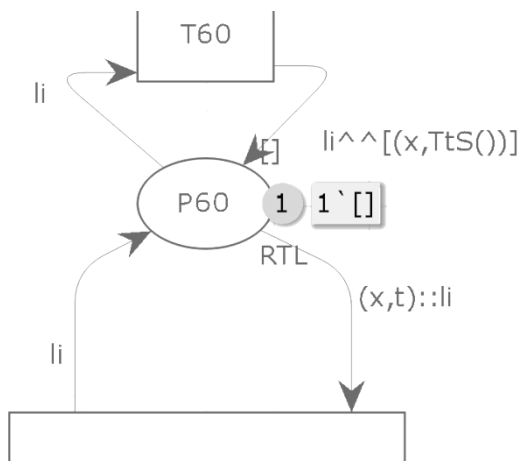 T60
li
li^^[(x,TtS())]
[]
P60
1
1`[]
RTL
(x,t)::li
li